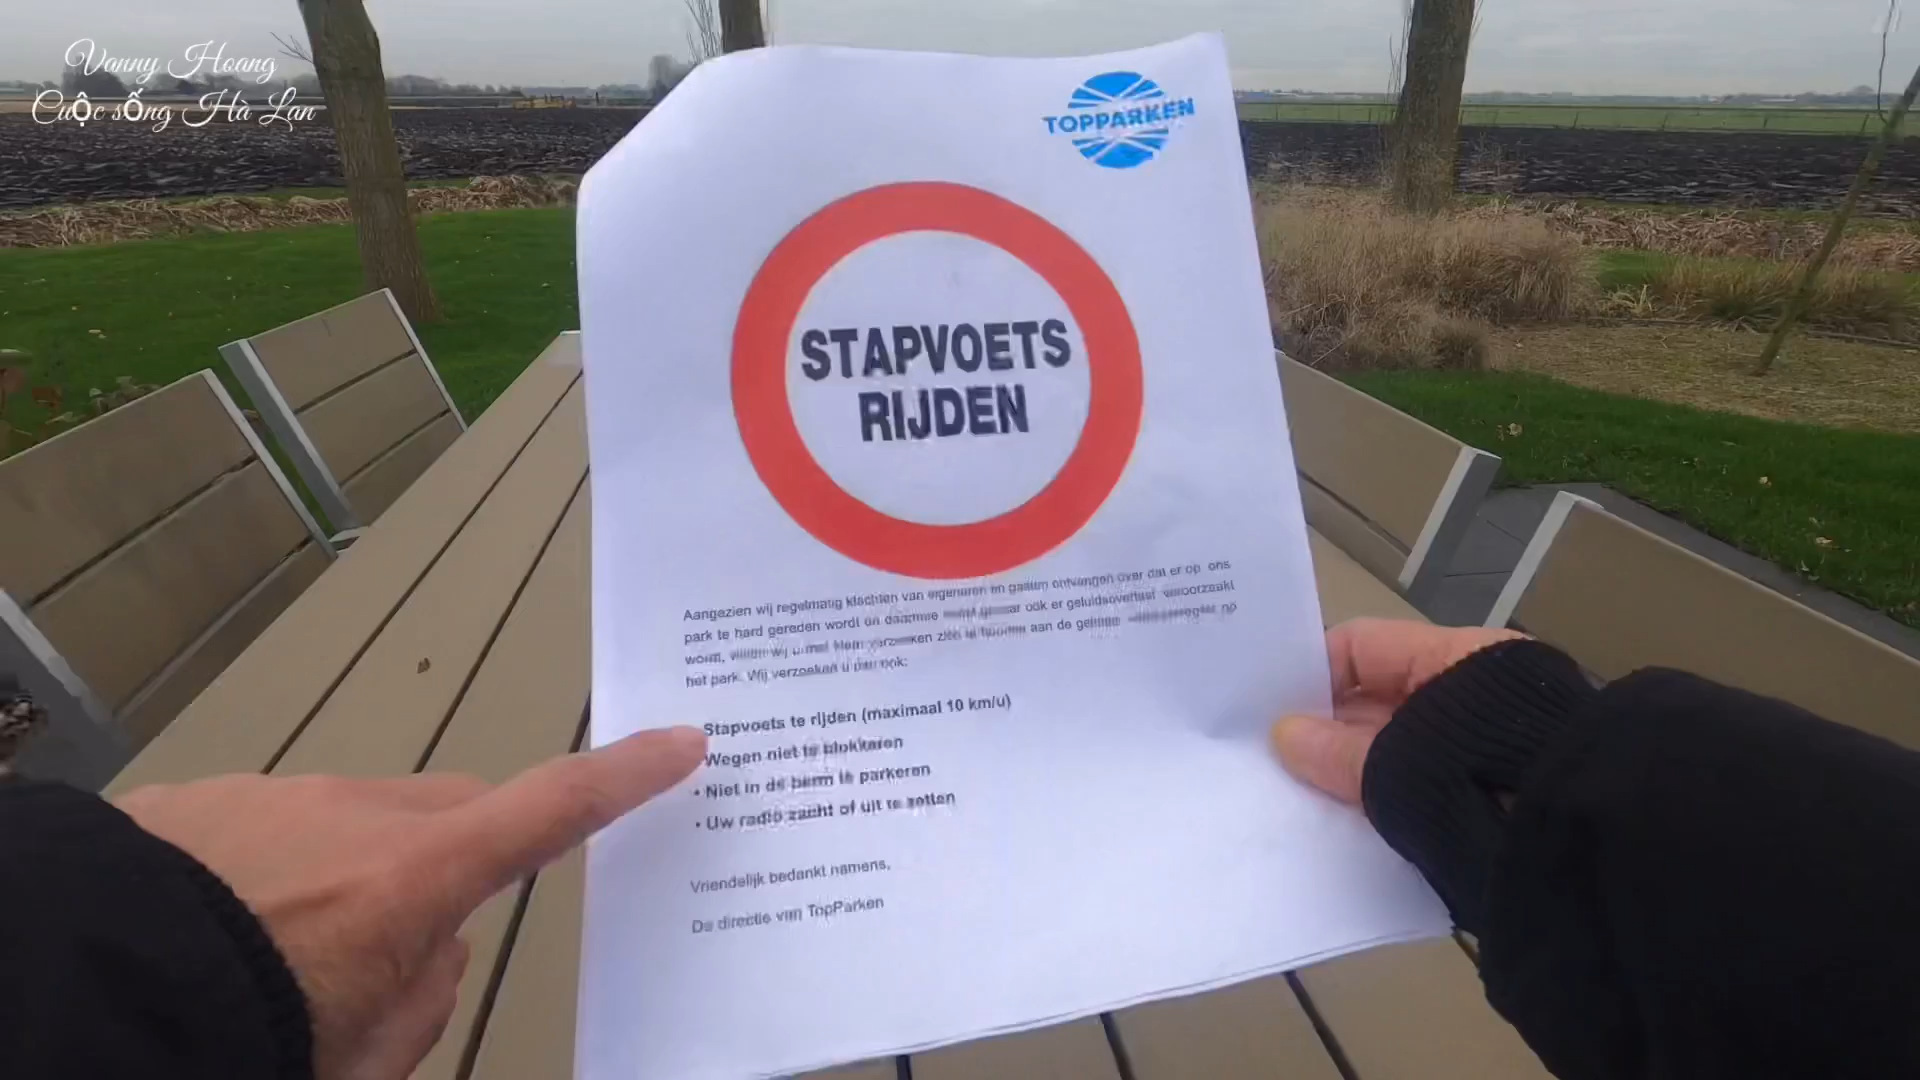 Vanny Hoang
Cuộc sống Hà Lan
TOPPARKEN
STAPVOETS
RIJDEN
Aangezien wij regelmatig klachten van eigenaren en gasten ontvangen over dat er op ons
park te hard gereden wordt en daarmee ook er geluidsoverlast veroorzaakt
wordt, willen wij u met klem verzoeken zich te houden aan de op
het park. Wij verzoeken u dan ook:
Stapvoets te rijden (maximaal 10 km/u)
Wegen niet te blokkeren
• Niet in de berm te parkeren
• Uw radio zacht of uit te zetten
Vriendelijk bedankt namens,
De directie van TopParken